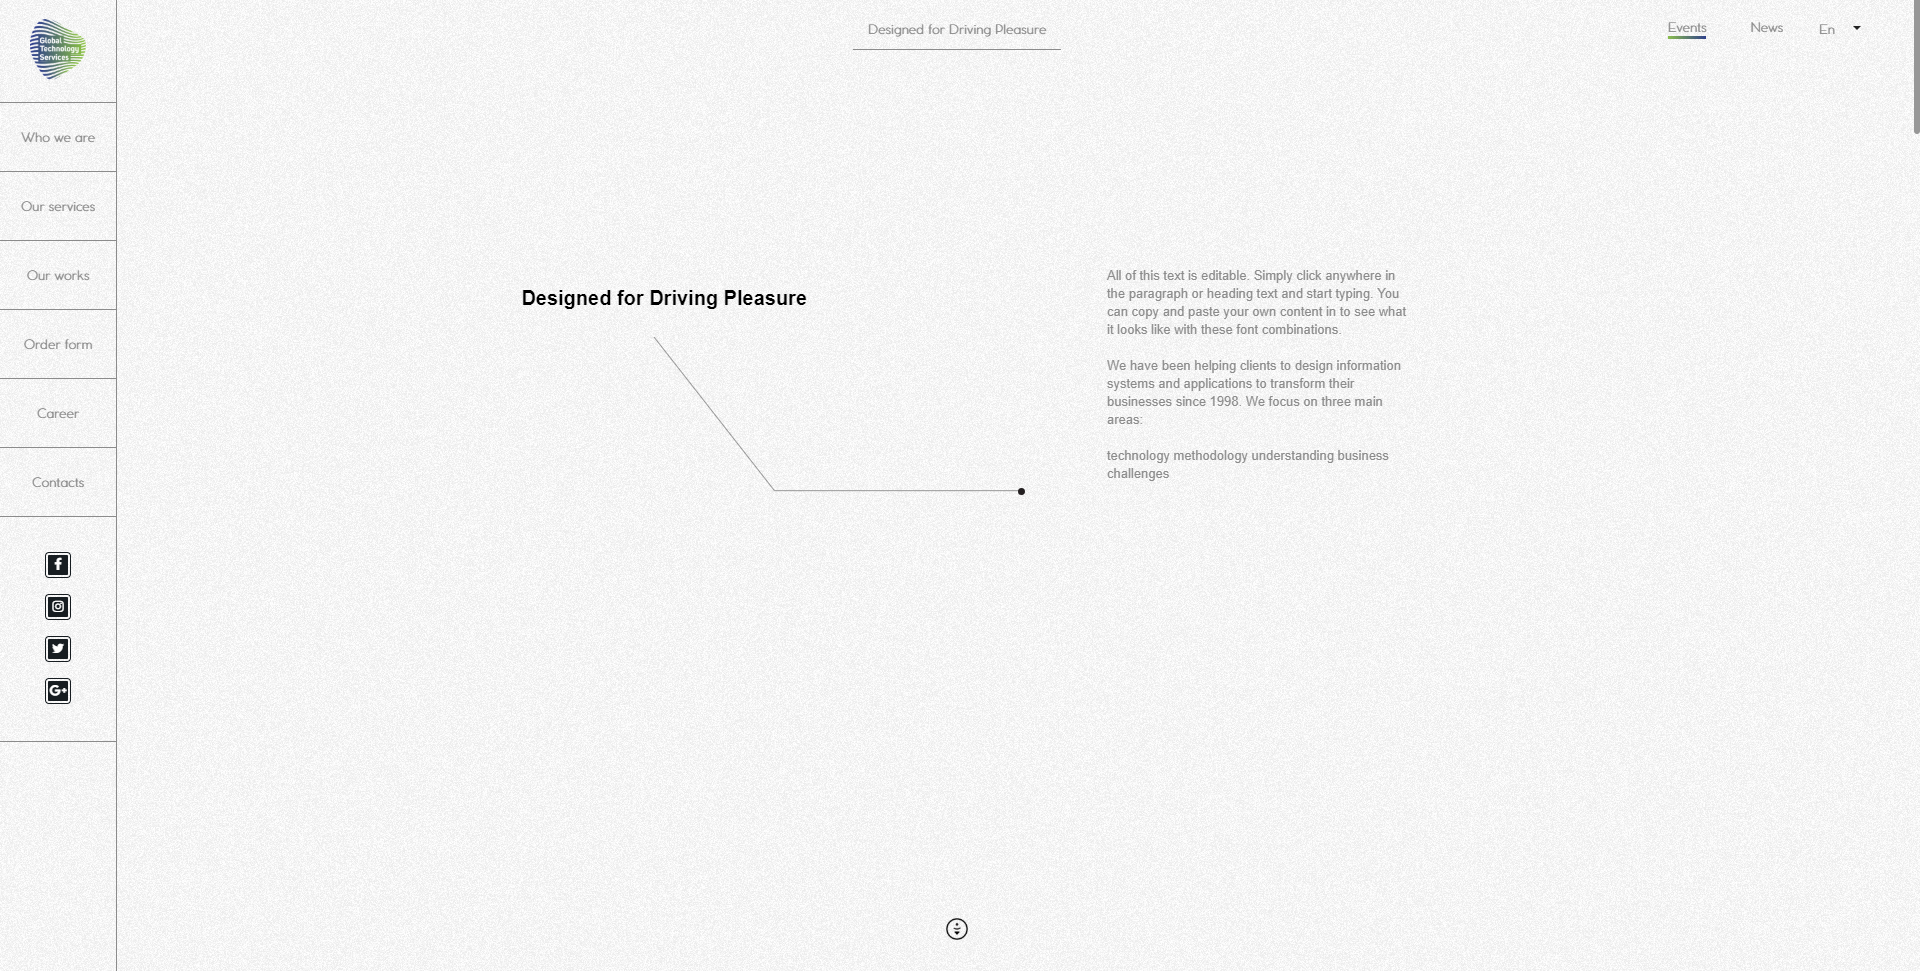 Global
Technology
Services
Designed for Driving Pleasure
Events
News
En
Who we are
Our services
Our works
Order form
Career
Contacts
Designed for Driving Pleasure
All of this text is editable. Simply click anywhere in
the paragraph or heading text and start typing. You
can copy and paste your own content in to see what
it looks like with these font combinations.
We have been helping clients to design information
systems and applications to transform their
businesses since 1998. We focus on three main
areas:
technology methodology understanding business
challenges